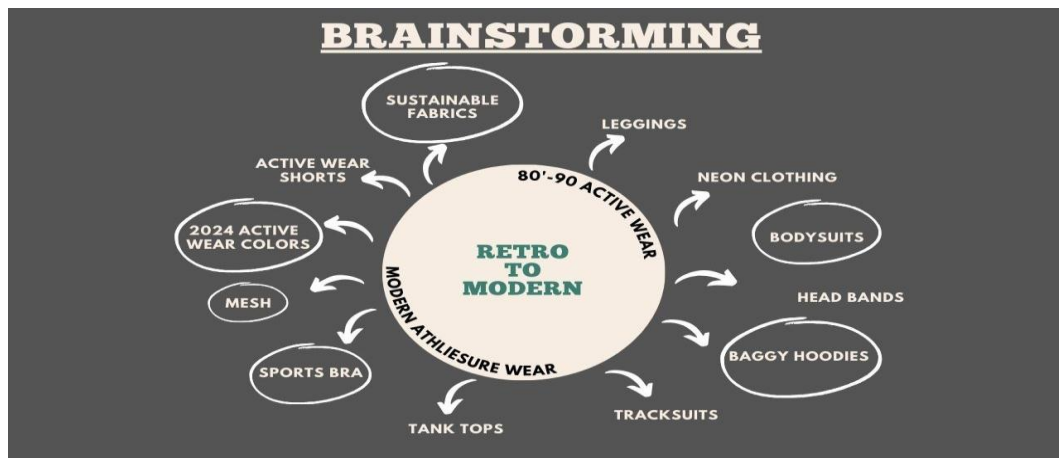 BRAINSTORMING
SUSTAINABLE
FABRICS
LEGGINGS
ACTIVE WEAR
SHORTS
80'-90 ACTIVE WEAR
NEON CLOTHING
2024 ACTIVE
WEAR COLORS
BODYSUITS
RETRO
TO
MODERN
MESH
HEAD BANDS
MODERN ATHLIESURE WEAR
SPORTS BRA
BAGGY HOODIES
TANK TOPS
TRACKSUITS